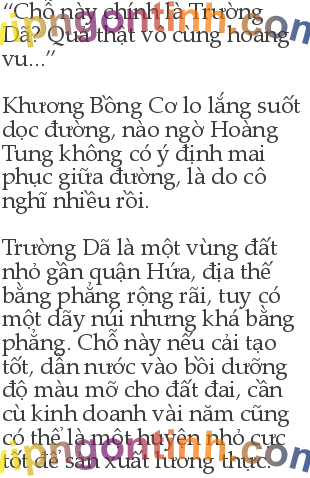 “Chỗ này chính là Trường
Dã? Quả thật vô cùng hoang
vu...”
Khương Bồng Cơ lo lắng suốt
dọc đường, nào ngờ Hoàng
Tung không có ý định mai
phục giữa đường, là do cô
nghĩ nhiều rồi.
Trường Dã là một vùng đất
nhỏ gần quận Hứa, địa thế
bằng phẳng rộng rãi, tuy có
một dãy núi nhưng khá bằng
phẳng. Chỗ này nếu cải tạo
tốt, dẫn nước vào bồi dưỡng
độ màu mỡ cho đất đai, cần
cù kinh doanh vài năm cũng
có thể là một huyện nhỏ cực
tốt để sản xuất lương thực.
vipngontinh.com
vipngontinh.com